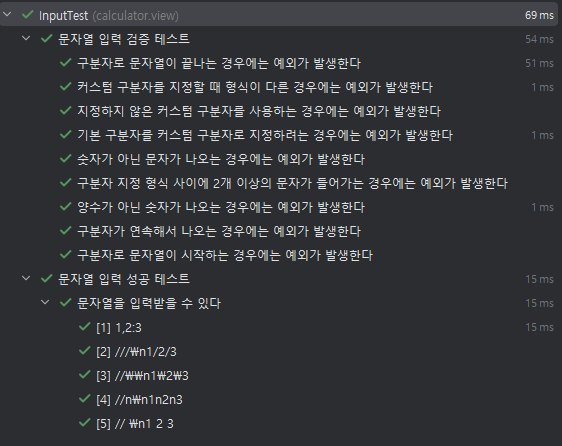 InputTest (calculator.view) 69 ms
문자열 입력 검증 테스트 54 ms
구분자로 문자열이 끝나는 경우에는 예외가 발생한다 51 ms
커스텀 구분자를 지정할 때 형식이 다른 경우에는 예외가 발생한다 1 ms
지정하지 않은 커스텀 구분자를 사용하는 경우에는 예외가 발생한다
기본 구분자를 커스텀 구분자로 지정하려는 경우에는 예외가 발생한다 1 ms
숫자가 아닌 문자가 나오는 경우에는 예외가 발생한다
구분자 지정 형식 사이에 2개 이상의 문자가 들어가는 경우에는 예외가 발생한다
양수가 아닌 숫자가 나오는 경우에는 예외가 발생한다 1 ms
구분자가 연속해서 나오는 경우에는 예외가 발생한다
구분자로 문자열이 시작하는 경우에는 예외가 발생한다
문자열 입력 성공 테스트 15 ms
문자열을 입력받을 수 있다 15 ms
[1] 1,2:3 15 ms
[2] ///₩n1/2/3
[3] //₩₩n1₩2₩3
[4] //n₩n1n2n3
[5] // ₩n1 2 3